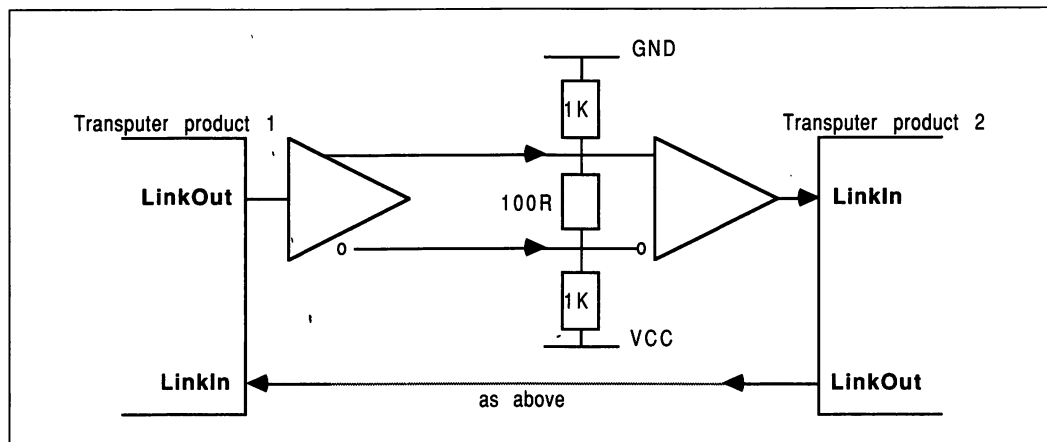 GND
1K
Transputer product 1
Transputer product 2
LinkOut
100R
LinkIn
1K
VCC
LinkIn
LinkOut
as above